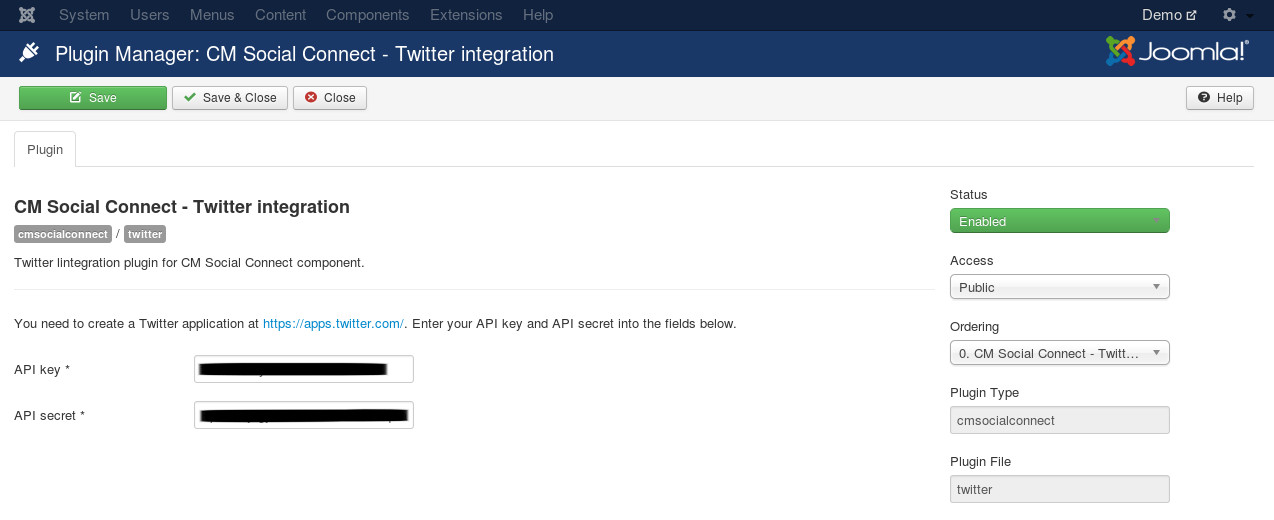 System Users Menus Content Components Extensions Help Demo
Plugin Manager: CM Social Connect - Twitter integration Joomla!®
Save Save & Close Close Help
Plugin
CM Social Connect - Twitter integration
cmsocialconnect / twitter
Twitter lintegration plugin for CM Social Connect component.
You need to create a Twitter application at https://apps.twitter.com/. Enter your API key and API secret into the fields below.
API key *
API secret *
Status
Enabled
Access
Public
Ordering
0. CM Social Connect - Twitt...
Plugin Type
cmsocialconnect
Plugin File
twitter